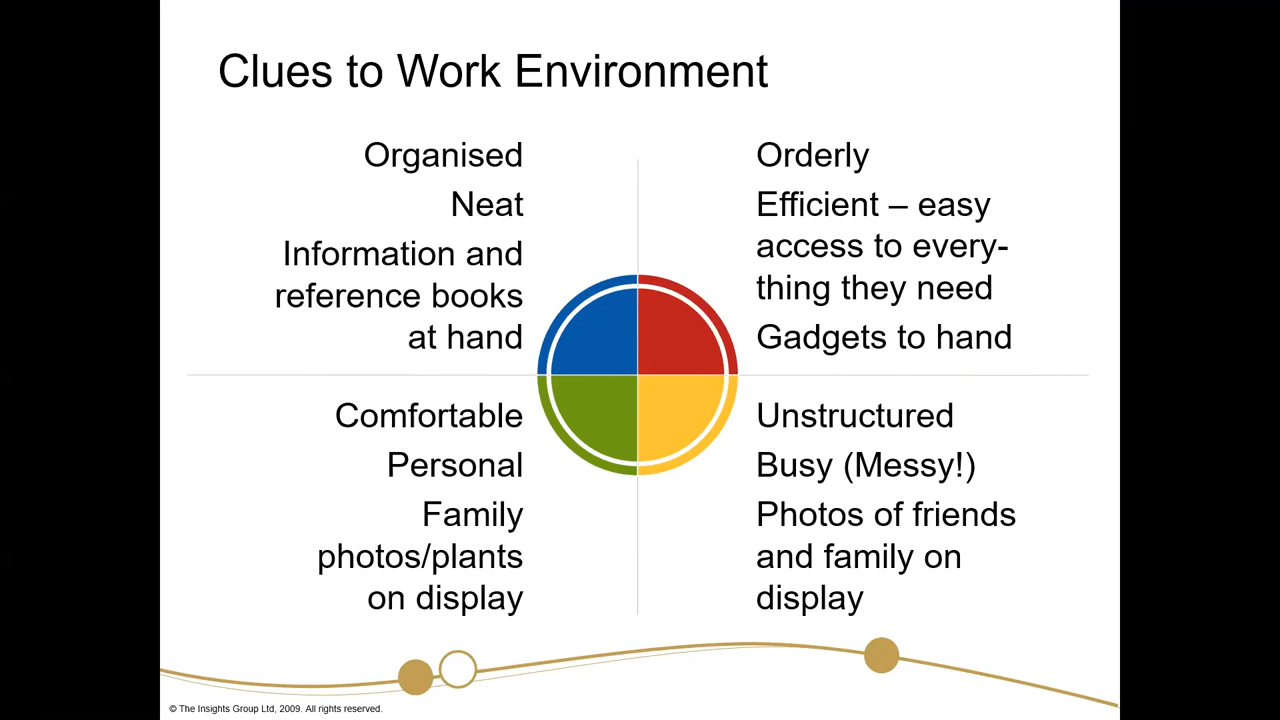 Clues to Work Environment
Organised
Neat
Information and
reference books
at hand
Orderly
Efficient – easy
access to every-
thing they need
Gadgets to hand
Comfortable
Personal
Family
photos/plants
on display
Unstructured
Busy (Messy!)
Photos of friends
and family on
display
© The Insights Group Ltd, 2009. All rights reserved.